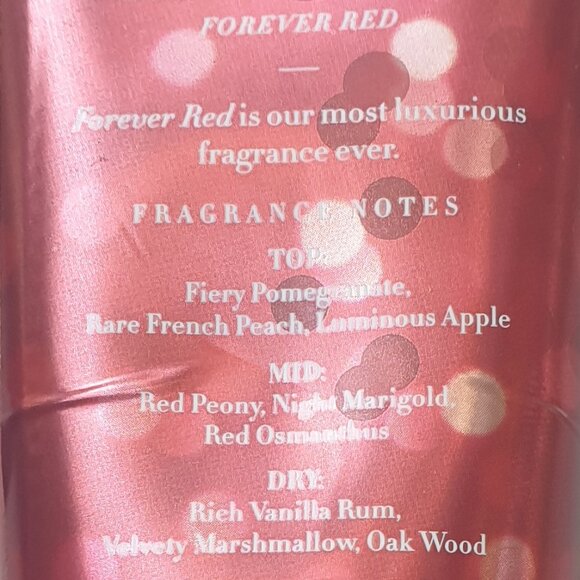 FOREVER RED
Forever Red is our most luxurious
fragrance ever.
FRAGRANCE NOTES
TOP:
Fiery Pomegranate,
Rare French Peach, Luminous Apple
MID:
Red Peony, Night Marigold,
Red Osmanthus
DRY:
Rich Vanilla Rum,
Velvety Marshmallow, Oak Wood